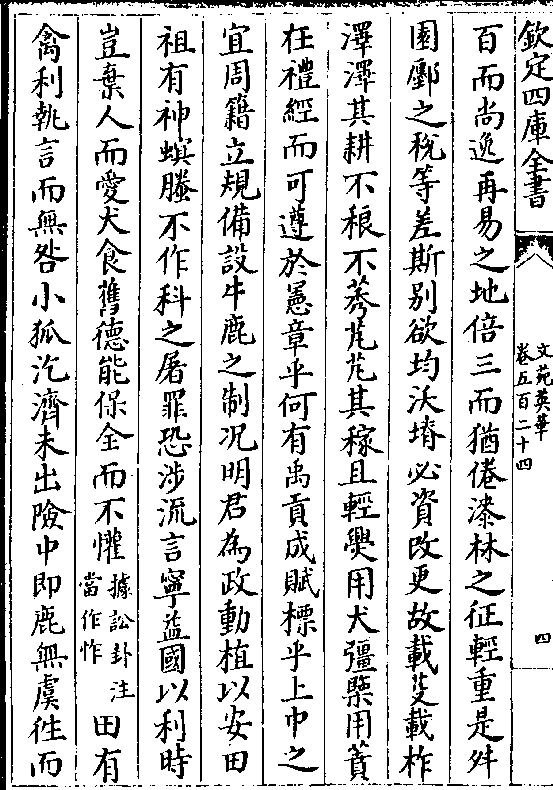 欽定四庫全書
文苑英華
卷五百二十四
四
百而尚逸再易之地倍三而猶倦漆林之征輕重是舛
園廛之稅等差斯别欲均沃塉必資改更故載芟載柞
澤澤其耕不稂不莠芃芃其稼且輕㷱用犬彊㯺用蕡
在禮經而可遵於憲章乎何有禹貢成賦標乎上中之
宜周籍立規備設牛鹿之制况明君為政動植以安田
祖有神螟螣不作科之屠罪恐涉流言寧益國以利時
豈棄人而愛犬食舊德能保全而不懼據訟卦注當作怍田有
禽利執言而無咎小狐汔濟未出險中即鹿無虞徃而